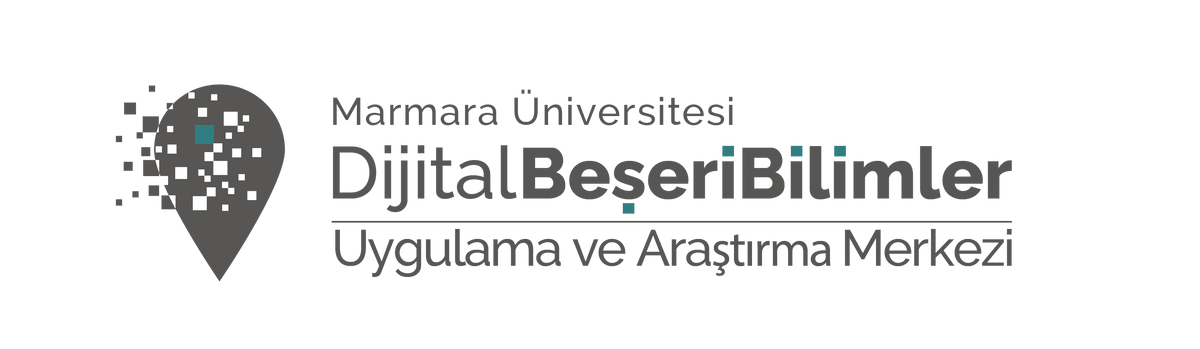 Marmara Üniversitesi
DijitalBeşeriBilimler
Uygulama ve Araştırma Merkezi